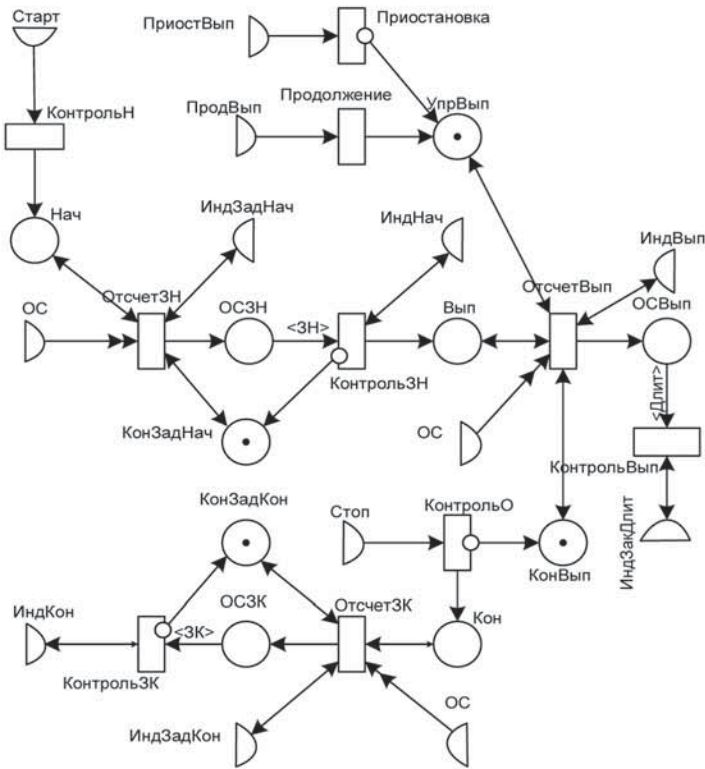 Старт
ПриостВып
Приостановка
КонтрольН
ПродВып
Продолжение
УпрВып
Нач
ИндЗадНач
ИндНач
ИндВып
ОС
ОтсчетЗН
ОСЗН
<ЗН>
Вып
ОтсчетВып
ОСВып
КонтрольЗН
<Длит>
КонЗадНач
ОС
КонтрольВып
КонЗадКон
Стоп
КонтрольО
КонВып
ИндЗакДлит
ИндКон
ОСЗК
ОтсчетЗК
Кон
<ЗК>
КонтрольЗК
ИндЗадКон
ОС